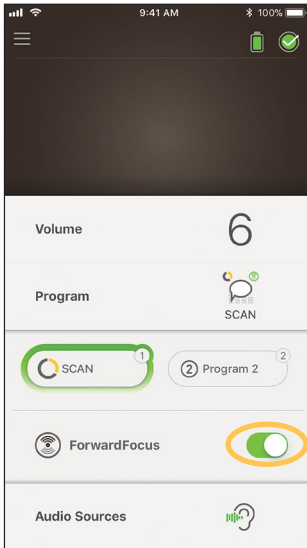 9:41 AM 100%
Volume 6
Program
SCAN
SCAN 1 2 Program 2 2
ForwardFocus
Audio Sources